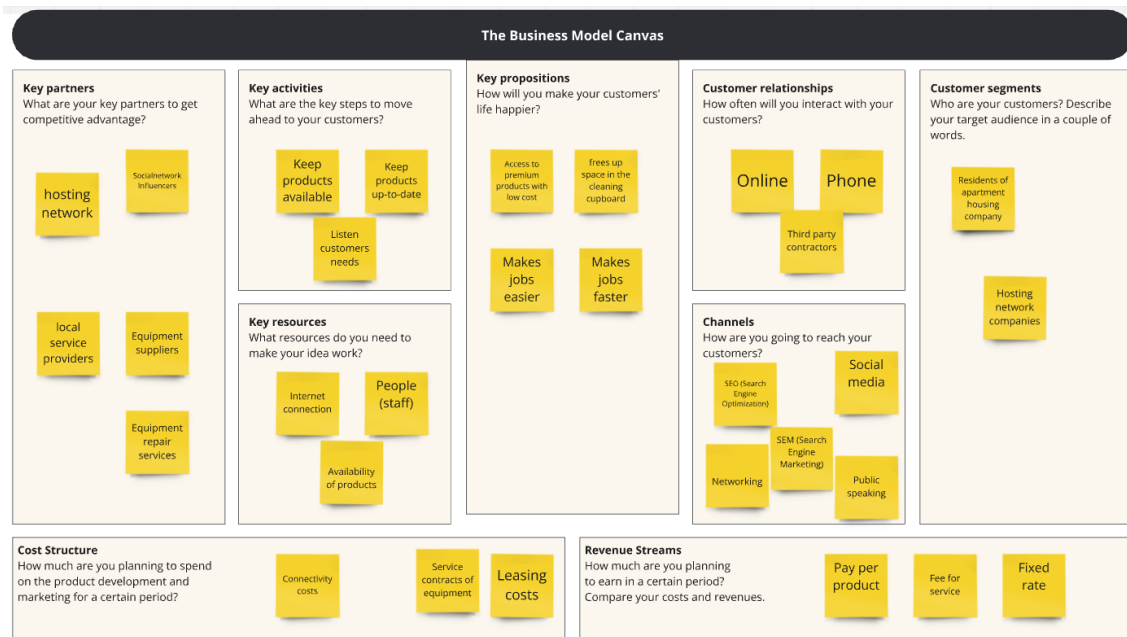 The Business Model Canvas
Key partners
What are your key partners to get
competitive advantage?
hosting
network
Socialnetwork
Influencers
local
service
providers
Equipment
suppliers
Equipment
repair
services
Key activities
What are the key steps to move
ahead to your customers?
Keep
products
available
Keep
products
up-to-date
Listen
customers
needs
Key resources
What resources do you need to
make your idea work?
Internet
connection
People
(staff)
Availability
of products
Key propositions
How will you make your customers'
life happier?
Access to
premium
products with
low cost
frees up
space in the
cleaning
cupboard
Makes
jobs
easier
Makes
jobs
faster
Customer relationships
How often will you interact with your
customers?
Online
Phone
Third party
contractors
Channels
How are you going to reach your
customers?
SEO (Search
Engine
Optimization)
Social
media
SEM (Search
Engine
Marketing)
Networking
Public
speaking
Customer segments
Who are your customers? Describe
your target audience in a couple of
words.
Residents of
apartment
housing
company
Hosting
network
companies
Cost Structure
How much are you planning to spend
on the product development and
marketing for a certain period?
Connectivity
costs
Service
contracts of
equipment
Leasing
costs
Revenue Streams
How much are you planning
to earn in a certain period?
Compare your costs and revenues.
Pay per
product
Fee for
service
Fixed
rate